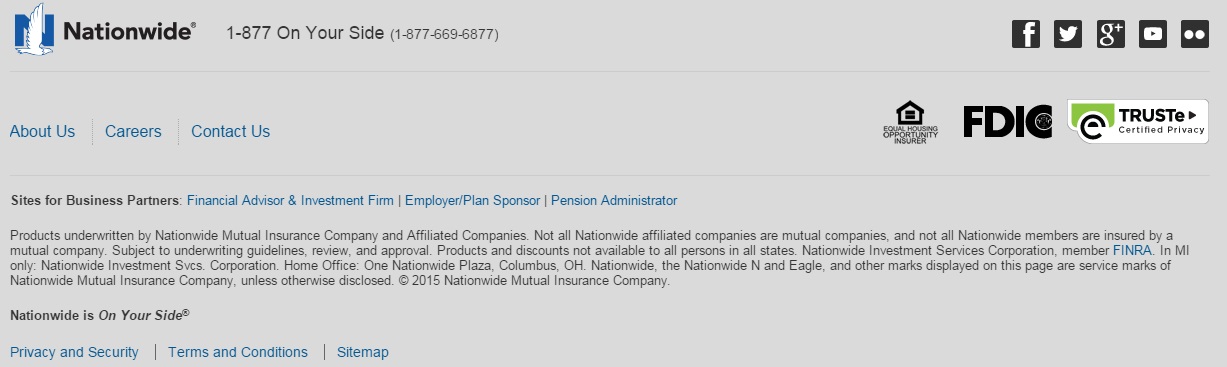 Nationwide® 1-877 On Your Side (1-877-669-6877)
f g+
About Us Careers Contact Us
EQUAL HOUSING
OPPORTUNITY
INSURER
FDIC
e TRUSTe
Certified Privacy
Sites for Business Partners: Financial Advisor & Investment Firm | Employer/Plan Sponsor | Pension Administrator
Products underwritten by Nationwide Mutual Insurance Company and Affiliated Companies. Not all Nationwide affiliated companies are mutual companies, and not all Nationwide members are insured by a
mutual company. Subject to underwriting guidelines, review, and approval. Products and discounts not available to all persons in all states. Nationwide Investment Services Corporation, member FINRA. In MI
only: Nationwide Investment Svcs. Corporation. Home Office: One Nationwide Plaza, Columbus, OH. Nationwide, the Nationwide N and Eagle, and other marks displayed on this page are service marks of
Nationwide Mutual Insurance Company, unless otherwise disclosed. © 2015 Nationwide Mutual Insurance Company.
Nationwide is On Your Side®
Privacy and Security | Terms and Conditions | Sitemap